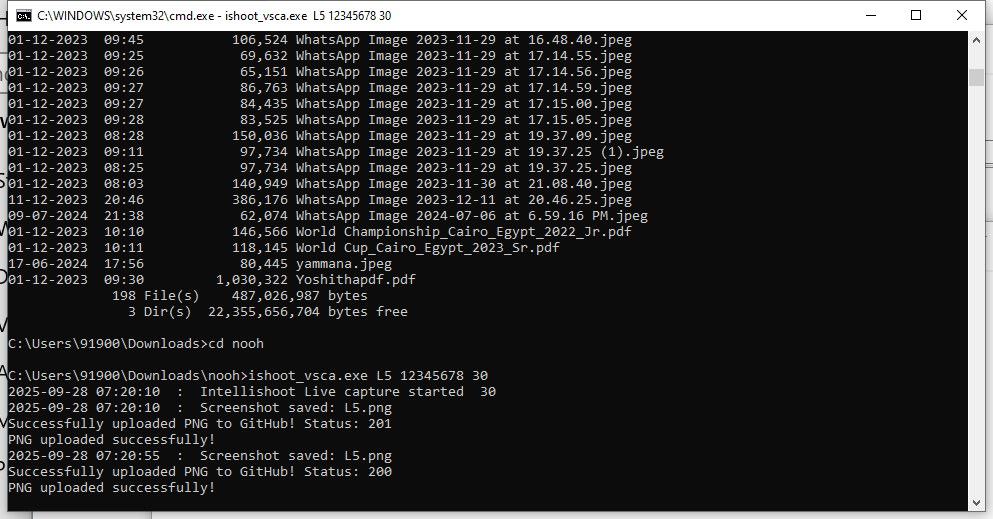 C:\WINDOWS\system32\cmd.exe - ishoot_vsca.exe L5 12345678 30
01-12-2023  09:45           106,524 WhatsApp Image 2023-11-29 at 16.48.40.jpeg
01-12-2023  09:25            69,632 WhatsApp Image 2023-11-29 at 17.14.55.jpeg
01-12-2023  09:26            65,151 WhatsApp Image 2023-11-29 at 17.14.56.jpeg
01-12-2023  09:27            86,763 WhatsApp Image 2023-11-29 at 17.14.59.jpeg
01-12-2023  09:27            84,435 WhatsApp Image 2023-11-29 at 17.15.00.jpeg
01-12-2023  09:28            83,525 WhatsApp Image 2023-11-29 at 17.15.05.jpeg
01-12-2023  08:28           150,036 WhatsApp Image 2023-11-29 at 19.37.09.jpeg
01-12-2023  09:11            97,734 WhatsApp Image 2023-11-29 at 19.37.25 (1).jpeg
01-12-2023  08:25            97,734 WhatsApp Image 2023-11-29 at 19.37.25.jpeg
01-12-2023  08:03           140,949 WhatsApp Image 2023-11-30 at 21.08.40.jpeg
11-12-2023  20:46           386,176 WhatsApp Image 2023-12-11 at 20.46.25.jpeg
09-07-2024  21:38            62,074 WhatsApp Image 2024-07-06 at 6.59.16 PM.jpeg
01-12-2023  10:10           146,566 World Championship_Cairo_Egypt_2022_Jr.pdf
01-12-2023  10:11           118,145 World Cup_Cairo_Egypt_2023_Sr.pdf
17-06-2024  17:56            80,445 yammana.jpeg
01-12-2023  09:30         1,030,322 Yoshithapdf.pdf
198 File(s)    487,026,987 bytes
3 Dir(s)  22,355,656,704 bytes free
C:\Users\91900\Downloads>cd nooh
C:\Users\91900\Downloads\nooh>ishoot_vsca.exe L5 12345678 30
2025-09-28 07:20:10  :  Intellishoot Live capture started  30
2025-09-28 07:20:10  :  Screenshot saved: L5.png
Successfully uploaded PNG to GitHub! Status: 201
PNG uploaded successfully!
2025-09-28 07:20:55  :  Screenshot saved: L5.png
Successfully uploaded PNG to GitHub! Status: 200
PNG uploaded successfully!